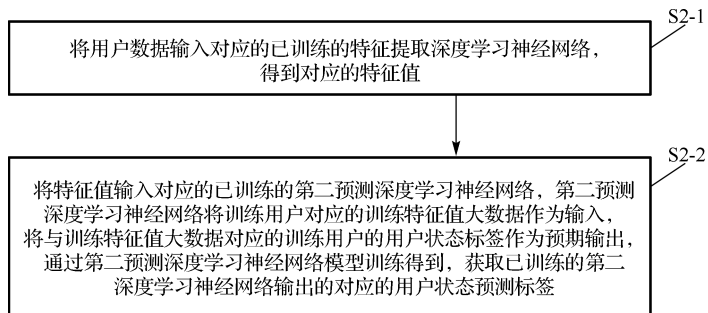 S2-1
将用户数据输入对应的已训练的特征提取深度学习神经网络，
得到对应的特征值
S2-2
将特征值输入对应的已训练的第二预测深度学习神经网络，第二预测
深度学习神经网络将训练用户对应的训练特征值大数据作为输入，
将与训练特征值大数据对应的训练用户的用户状态标签作为预期输出，
通过第二预测深度学习神经网络模型训练得到，获取已训练的第二
深度学习神经网络输出的对应的用户状态预测标签